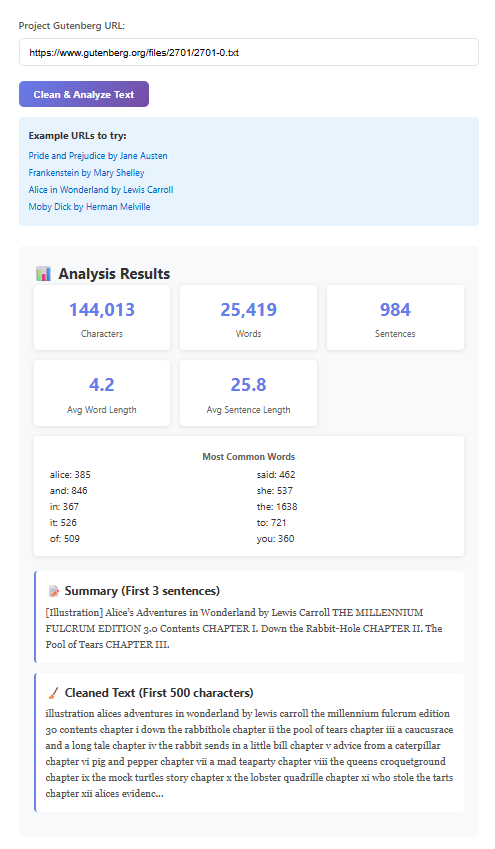 Project Gutenberg URL:
https://www.gutenberg.org/files/2701/2701-0.txt
Clean & Analyze Text
Example URLs to try:
Pride and Prejudice by Jane Austen
Frankenstein by Mary Shelley
Alice in Wonderland by Lewis Carroll
Moby Dick by Herman Melville
Analysis Results
144,013
Characters
25,419
Words
984
Sentences
4.2
Avg Word Length
25.8
Avg Sentence Length
Most Common Words
alice: 385
said: 462
and: 846
she: 537
in: 367
the: 1638
it: 526
to: 721
of: 509
you: 360
Summary (First 3 sentences)
[Illustration] Alice's Adventures in Wonderland by Lewis Carroll THE MILLENNIUM
FULCRUM EDITION 3.0 Contents CHAPTER I. Down the Rabbit-Hole CHAPTER II. The
Pool of Tears CHAPTER III.
Cleaned Text (First 500 characters)
illustration alices adventures in wonderland by lewis carroll the millennium fulcrum edition
30 contents chapter i down the rabbithole chapter ii the pool of tears chapter iii a caucusrace
and a long tale chapter iv the rabbit sends in a little bill chapter v advice from a caterpillar
chapter vi pig and pepper chapter vii a mad teaparty chapter viii the queens croquetground
chapter ix the mock turtles story chapter x the lobster quadrille chapter xi who stole the tarts
chapter xii alices evidenc...